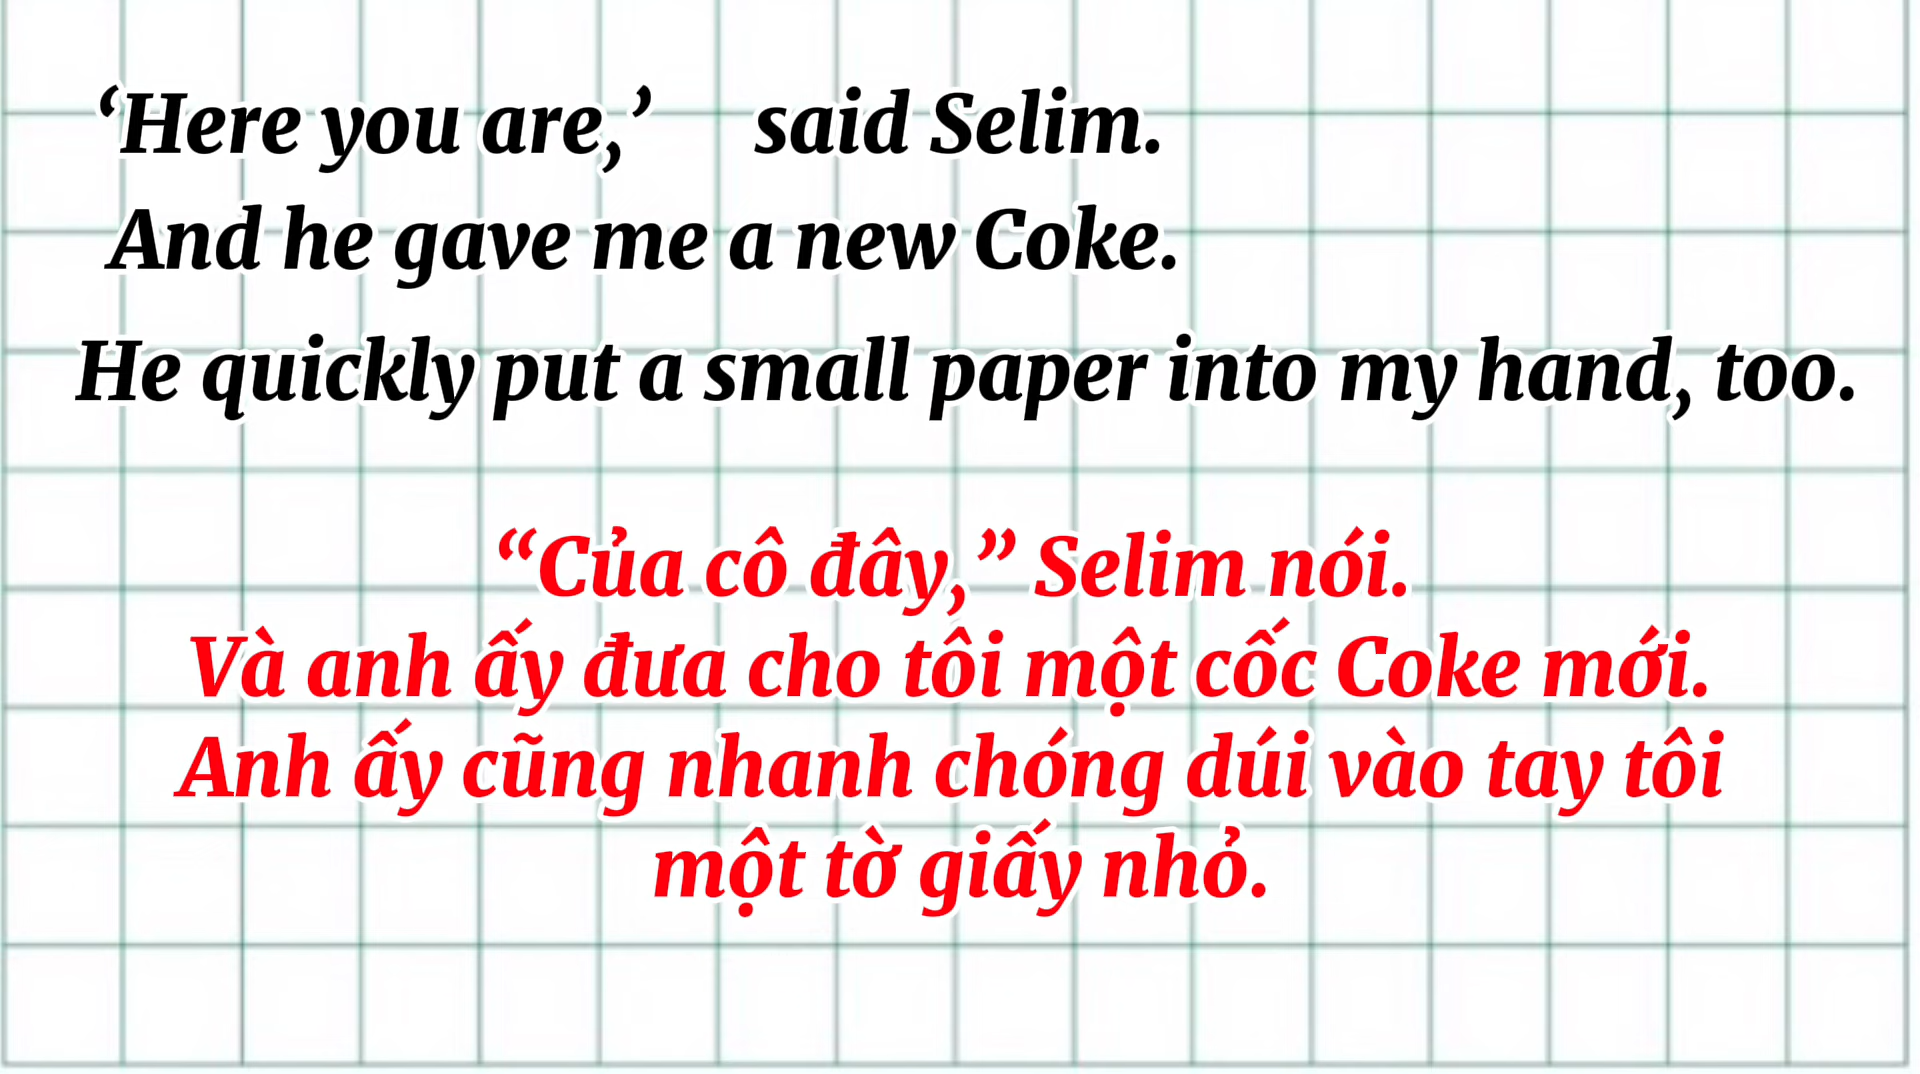 ‘Here you are,’ said Selim.
And he gave me a new Coke.
He quickly put a small paper into my hand, too.
“Của cô đây,” Selim nói.
Và anh ấy đưa cho tôi một cốc Coke mới.
Anh ấy cũng nhanh chóng dúi vào tay tôi
một tờ giấy nhỏ.